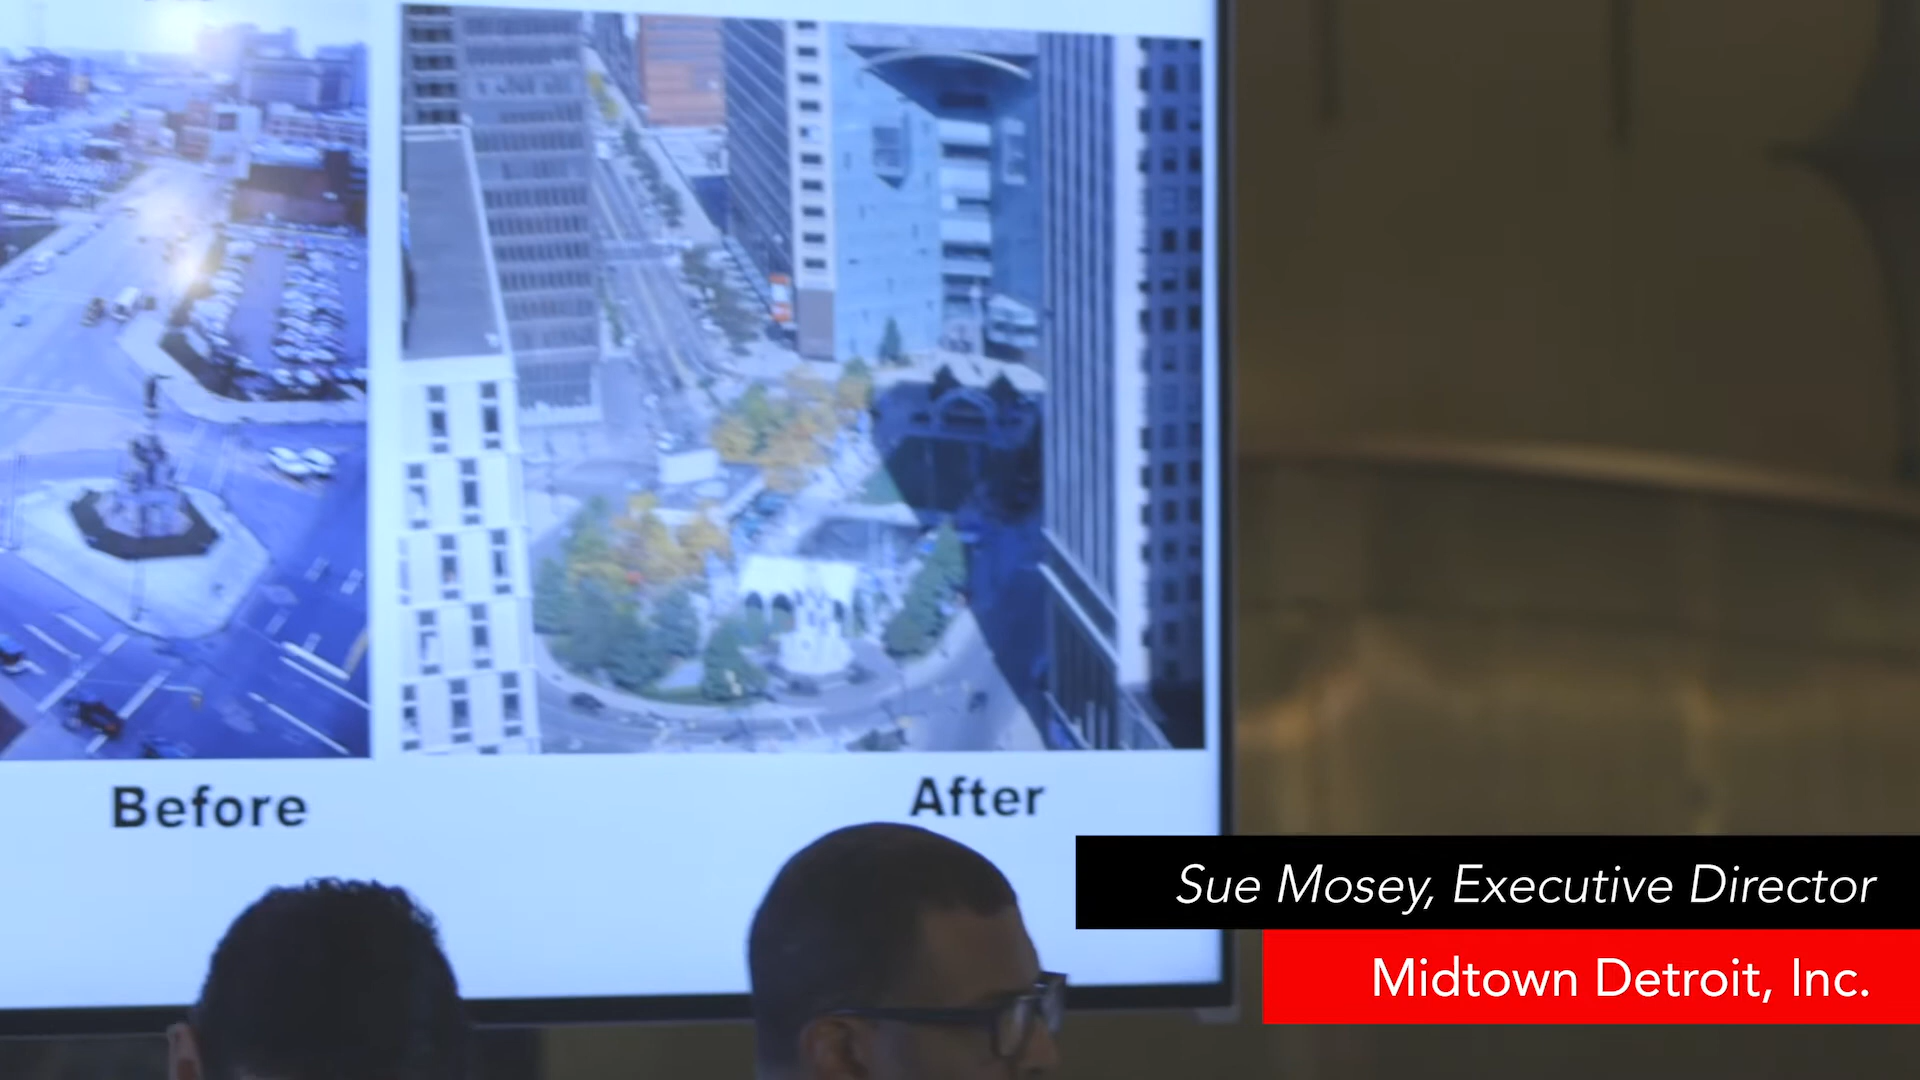 Before
After
Sue Mosey, Executive Director
Midtown Detroit, Inc.